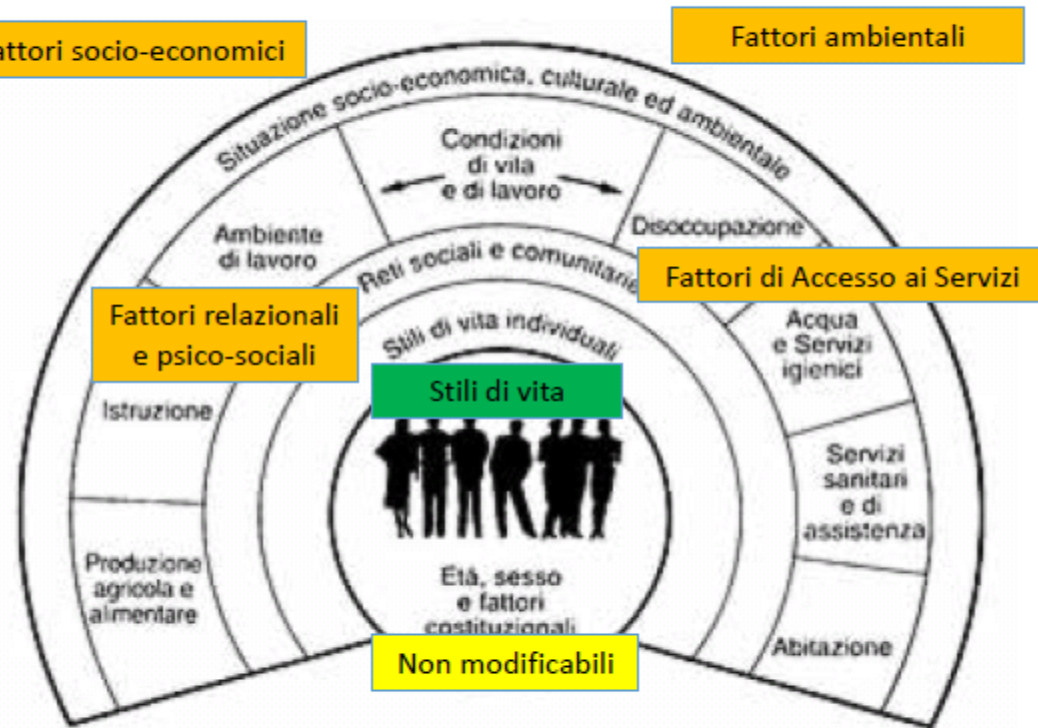 attori socio-economici
Fattori ambientali
Situazione socio-economica, culturale ed ambientale
Condizioni
di vita
e di lavoro
Ambiente
di lavoro
Disoccupazione
Reti sociali e comunitarie
Fattori di Accesso ai Servizi
Fattori relazionali
e psico-sociali
Stili di vita individuali
Acqua
e Servizi
igienici
Stili di vita
Istruzione
Servizi
sanitari
e di
assistenza
Produzione
agricola e
alimentare
Età, sesso
e fattori
costituzionali
Abitazione
Non modificabili